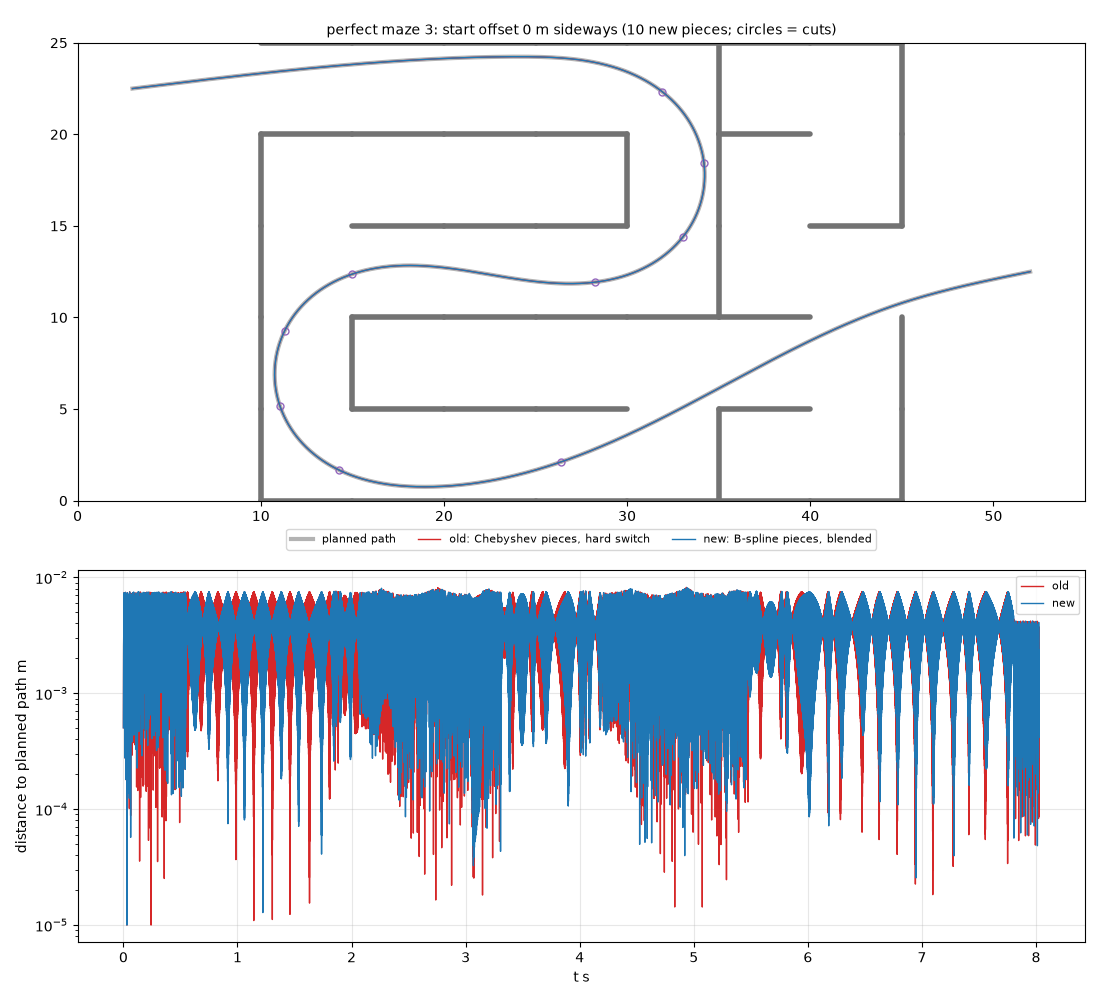 perfect maze 3: start offset 0 m sideways (10 new pieces; circles = cuts)
25
20
15
10
5
0
0 10 20 30 40 50
planned path old: Chebyshev pieces, hard switch new: B-spline pieces, blended
distance to planned path m
10⁻²
10⁻³
10⁻⁴
10⁻⁵
old
new
0 1 2 3 4 5 6 7 8
t s